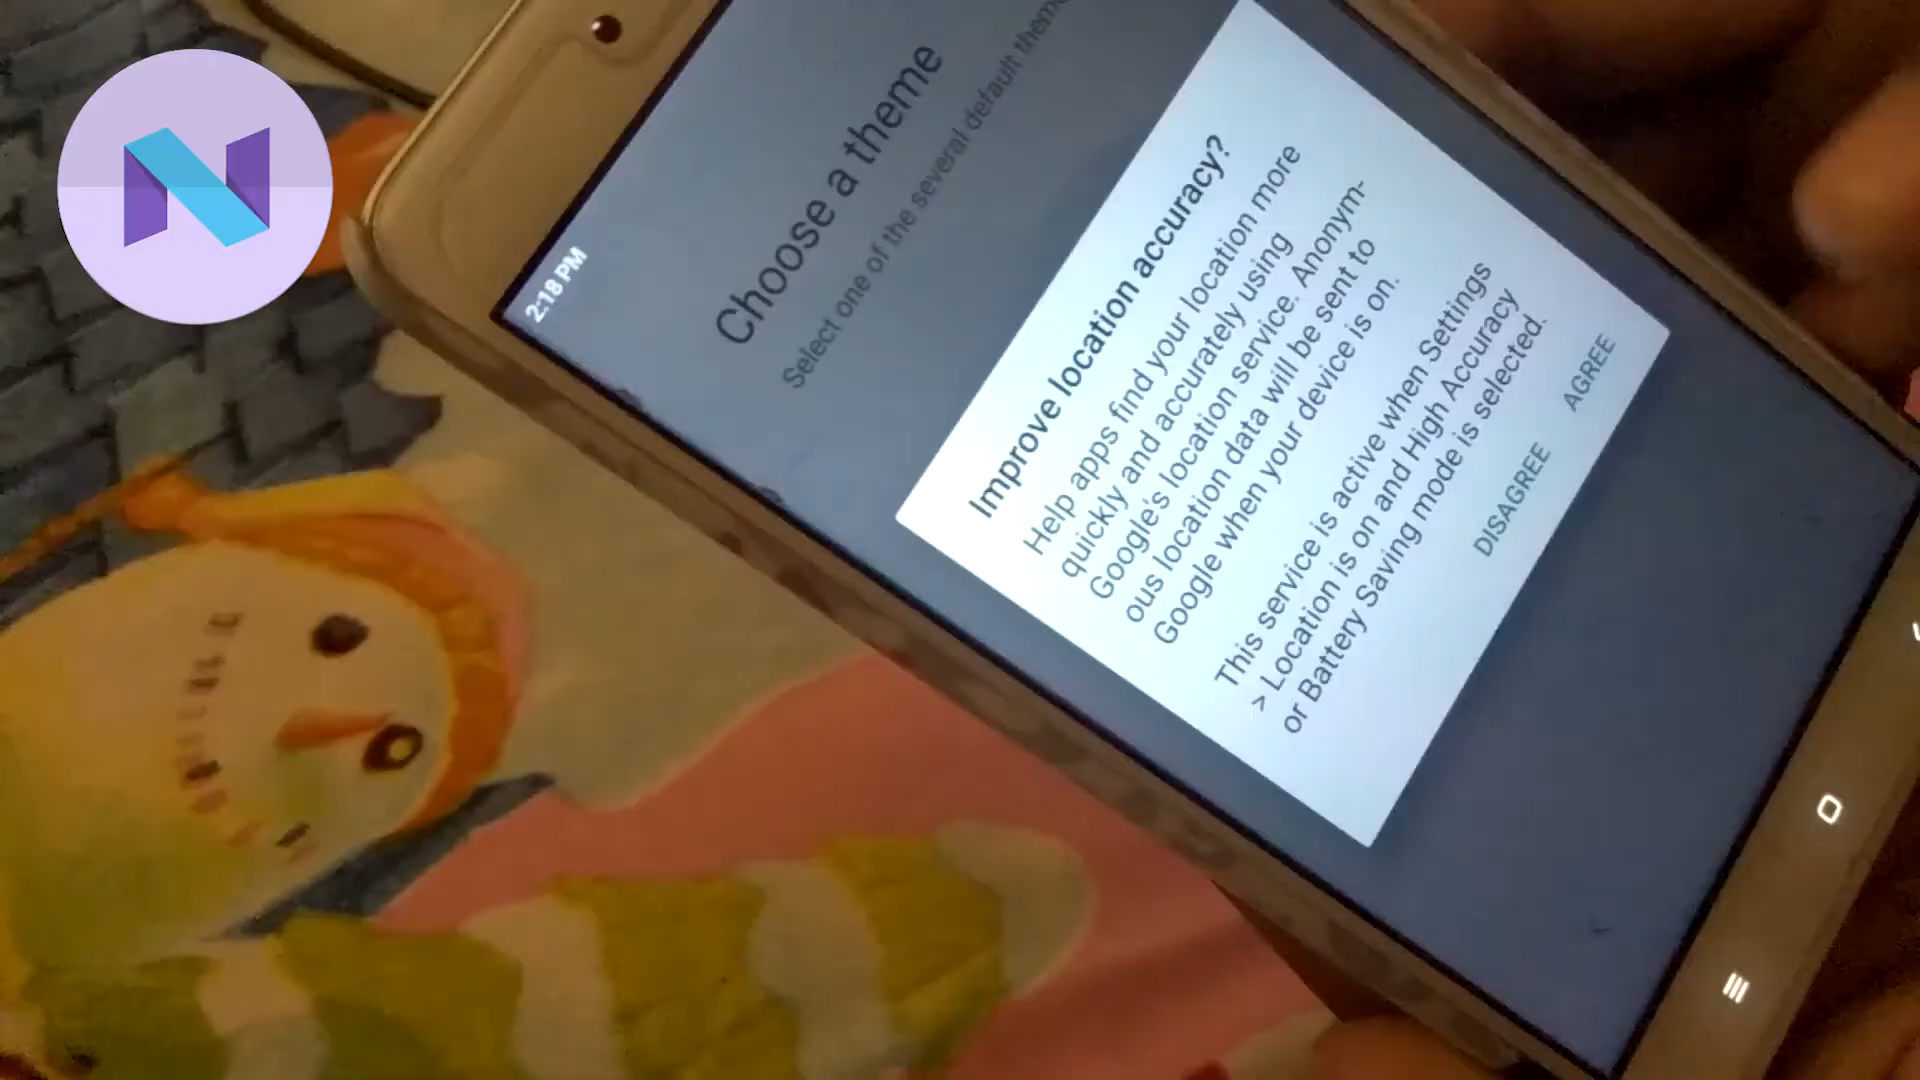 N
2:18 PM
Choose a theme
Select one of the several default theme
Improve location accuracy?
Help apps find your location more
quickly and accurately using
Google's location service. Anonym-
ous location data will be sent to
Google when your device is on.
This service is active when Settings
> Location is on and High Accuracy
or Battery Saving mode is selected.
DISAGREE AGREE